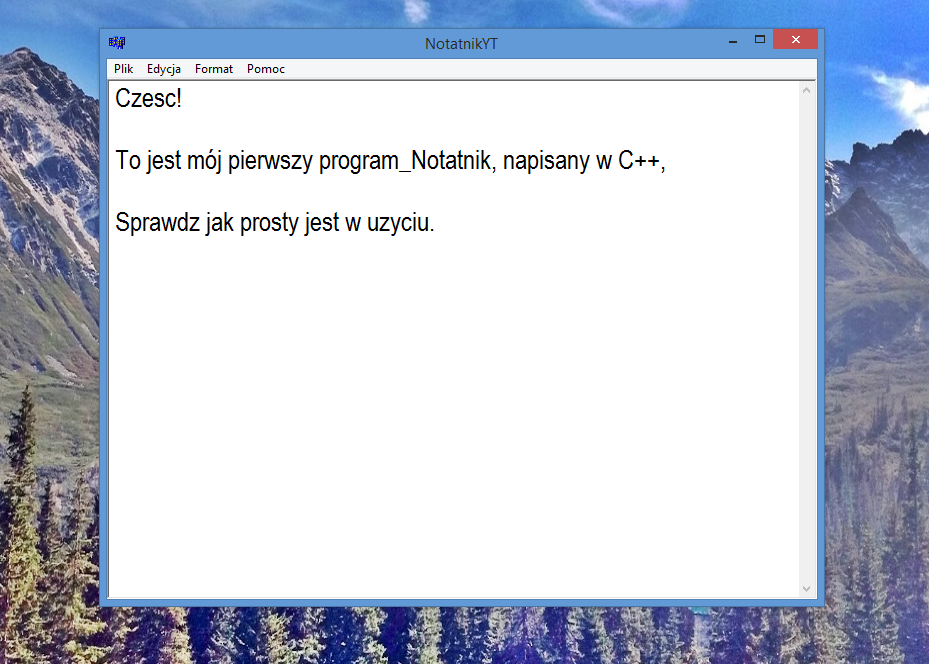 NotatnikYT
Plik Edycja Format Pomoc
Czesc!
To jest mój pierwszy program_Notatnik, napisany w C++,
Sprawdz jak prosty jest w uzyciu.